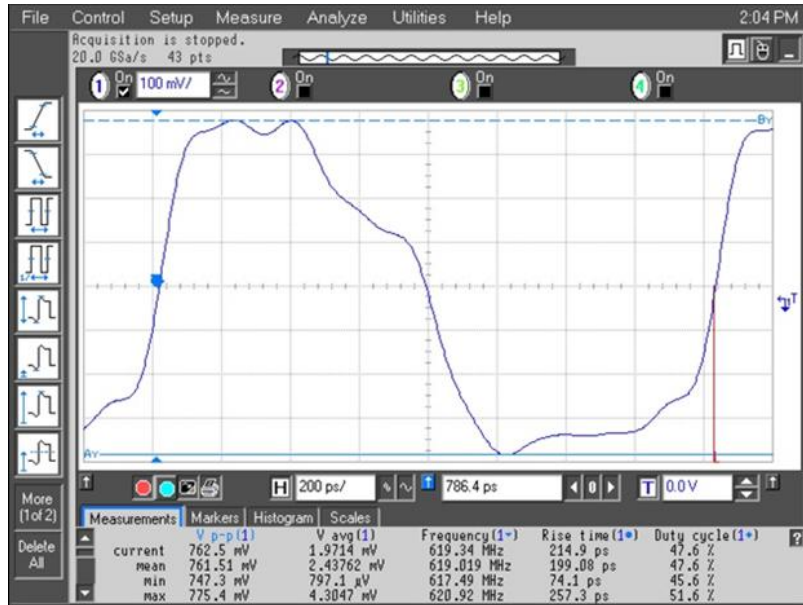 File Control Setup Measure Analyze Utilities Help 2:04 PM
Acquisition is stopped.
20.0 GSa/s 43 pts
1 On 100 mV/ 2 On 3 On 4 On
By
T
Ay
H 200 ps/ 786.4 ps 0 T 0.0 V
More
(1 of 2)
Delete
All
Measurements Markers Histogram Scales
V p-p(1) V avg(1) Frequency(1) Rise time(1) Duty cycle(1) ?
current 762.5 mV 1.9714 mV 619.34 MHz 214.9 ps 47.6 %
mean 761.51 mV 2.43762 mV 619.019 MHz 199.08 ps 47.6 %
min 747.3 mV 797.1 µV 617.49 MHz 74.1 ps 45.6 %
max 775.4 mV 4.3047 mV 620.92 MHz 257.3 ps 51.6 %